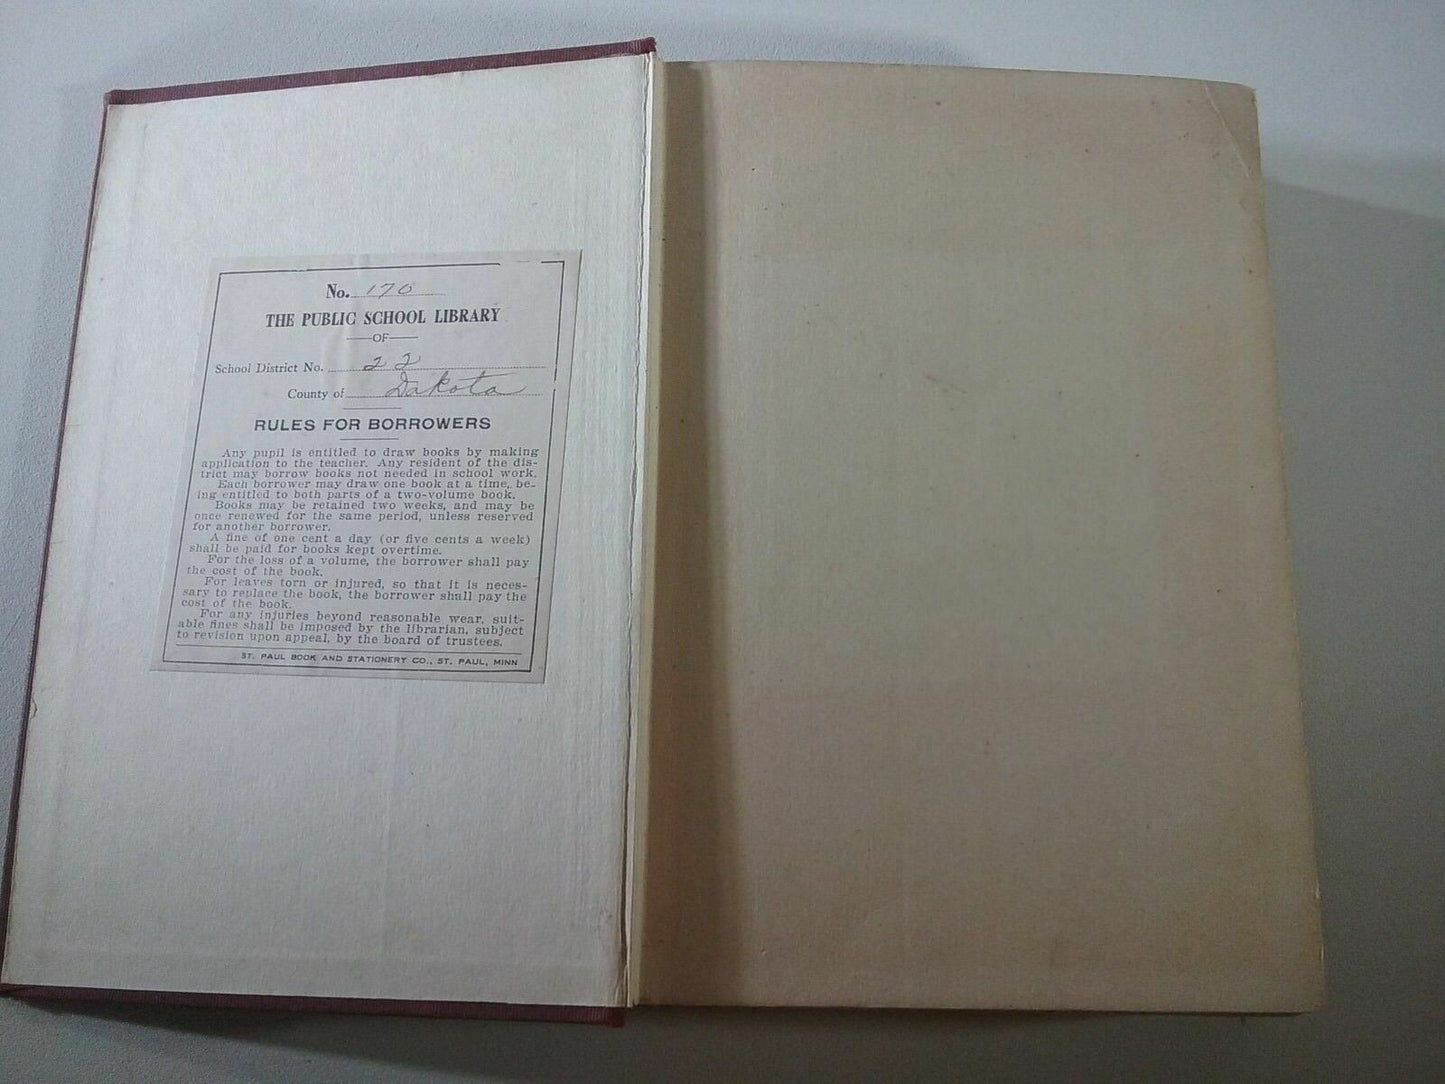 No. 170
THE PUBLIC SCHOOL LIBRARY
OF
School District No. 22
County of Dakota
RULES FOR BORROWERS
Any pupil is entitled to draw books by making
application to the teacher. Any resident of the dis-
trict may borrow books not needed in school work.
Each borrower may draw one book at a time, be-
ing entitled to both parts of a two-volume book.
Books may be retained two weeks, and may be
once renewed for the same period, unless reserved
for another borrower.
A fine of one cent a day (or five cents a week)
shall be paid for books kept overtime.
For the loss of a volume, the borrower shall pay
the cost of the book.
For leaves torn or injured, so that it is neces-
sary to replace the book, the borrower shall pay the
cost of the book.
For any injuries beyond reasonable wear, suit-
able fines shall be imposed by the librarian, subject
to revision upon appeal, by the board of trustees.
ST. PAUL BOOK AND STATIONERY CO., ST. PAUL, MINN